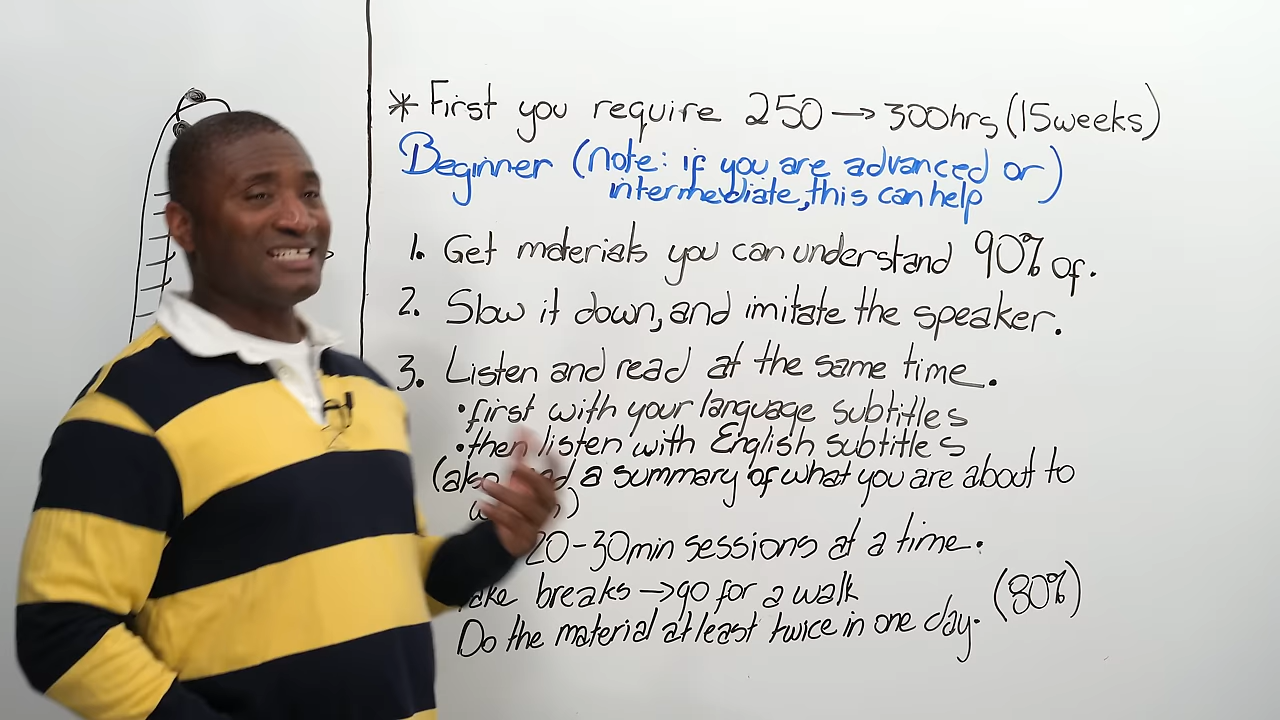 * First you require 250 → 300hrs (15weeks)
Beginner (Note: if you are advanced or)
intermediate, this can help
1. Get materials you can understand 90% of.
2. Slow it down, and imitate the speaker.
3. Listen and read at the same time.
•first with your language subtitles
•then listen with English subtitles
(also a summary of what you are about to
20-30min sessions at a time.
breaks → go for a walk
Do the material at least twice in one day. (80%)